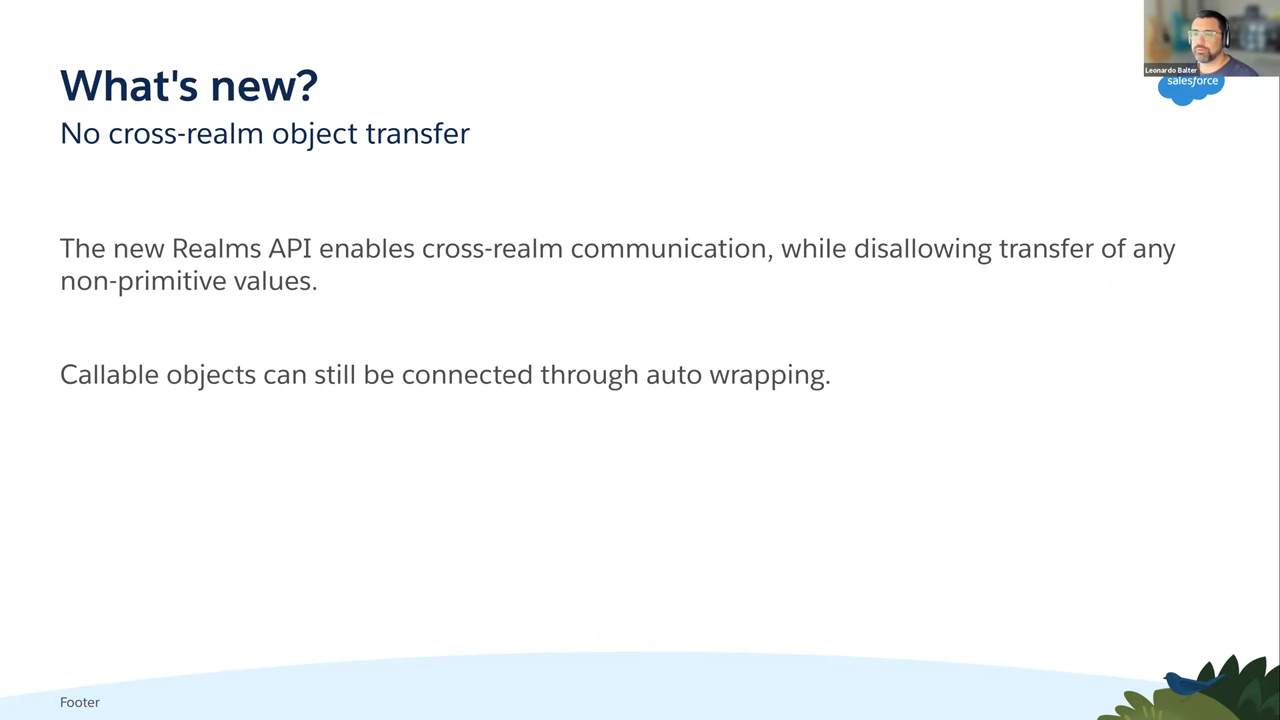 Leonardo Balter
salesforce
What's new?
No cross-realm object transfer
The new Realms API enables cross-realm communication, while disallowing transfer of any
non-primitive values.
Callable objects can still be connected through auto wrapping.
Footer